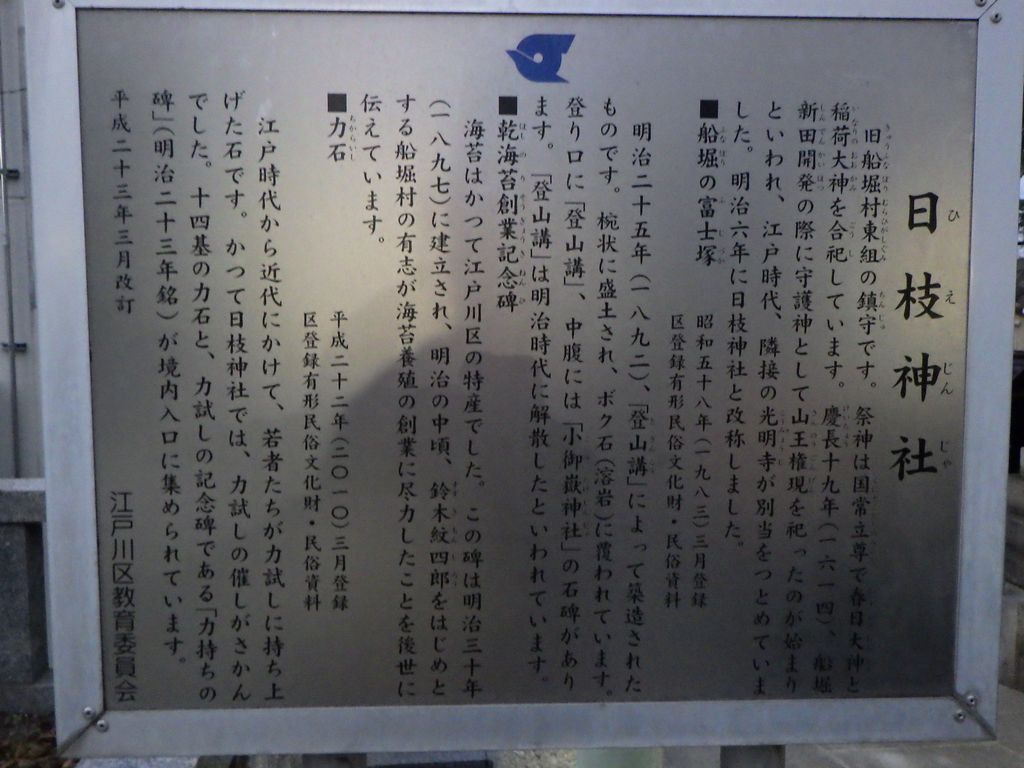 日枝神社
旧船堀村東組の鎮守です。祭神は国常立尊で春日大神と
稲荷大神を合祀しています。慶長十九年(一六一四)、船堀
新田開発の際に守護神として山王権現を祀ったのが始まり
といわれ、江戸時代、隣接の光明寺が別当をつとめていま
した。明治六年に日枝神社と改称しました。
■船堀の富士塚
昭和五十八年(一九八三)三月登録
区登録有形民俗文化財・民俗資料
明治二十五年(一八九二)、「登山講」によって築造された
ものです。椀状に盛土され、ボク石(溶岩)に覆われています。
登り口に「登山講」、中腹には「小御嶽神社」の石碑があり
ます。「登山講」は明治時代に解散したといわれています。
■乾海苔創業記念碑
海苔はかつて江戸川区の特産でした。この碑は明治三十年
(一八九七)に建立され、明治の中頃、鈴木紋四郎をはじめと
する船堀村の有志が海苔養殖の創業に尽力したことを後世に
伝えています。
平成二十二年(二〇一〇)三月登録
区登録有形民俗文化財・民俗資料
■力石
江戸時代から近代にかけて、若者たちが力試しに持ち上
げた石です。かつて日枝神社では、力試しの催しがさかん
でした。十四基の力石と、力試しの記念碑である「力持ちの
碑」(明治二十三年銘)が境内入口に集められています。
平成二十三年三月改訂
江戸川区教育委員会